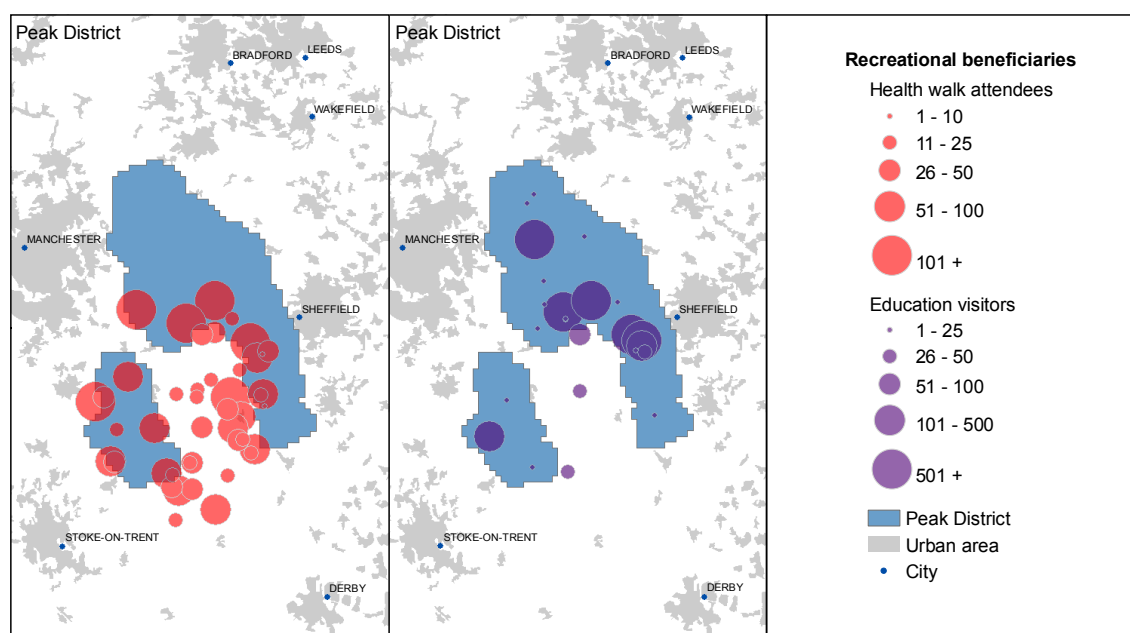 Peak District
BRADFORD
LEEDS
WAKEFIELD
MANCHESTER
SHEFFIELD
STOKE-ON-TRENT
DERBY
Peak District
BRADFORD
LEEDS
WAKEFIELD
MANCHESTER
SHEFFIELD
STOKE-ON-TRENT
DERBY
Recreational beneficiaries
Health walk attendees
1 - 10
11 - 25
26 - 50
51 - 100
101 +
Education visitors
1 - 25
26 - 50
51 - 100
101 - 500
501 +
Peak District
Urban area
City